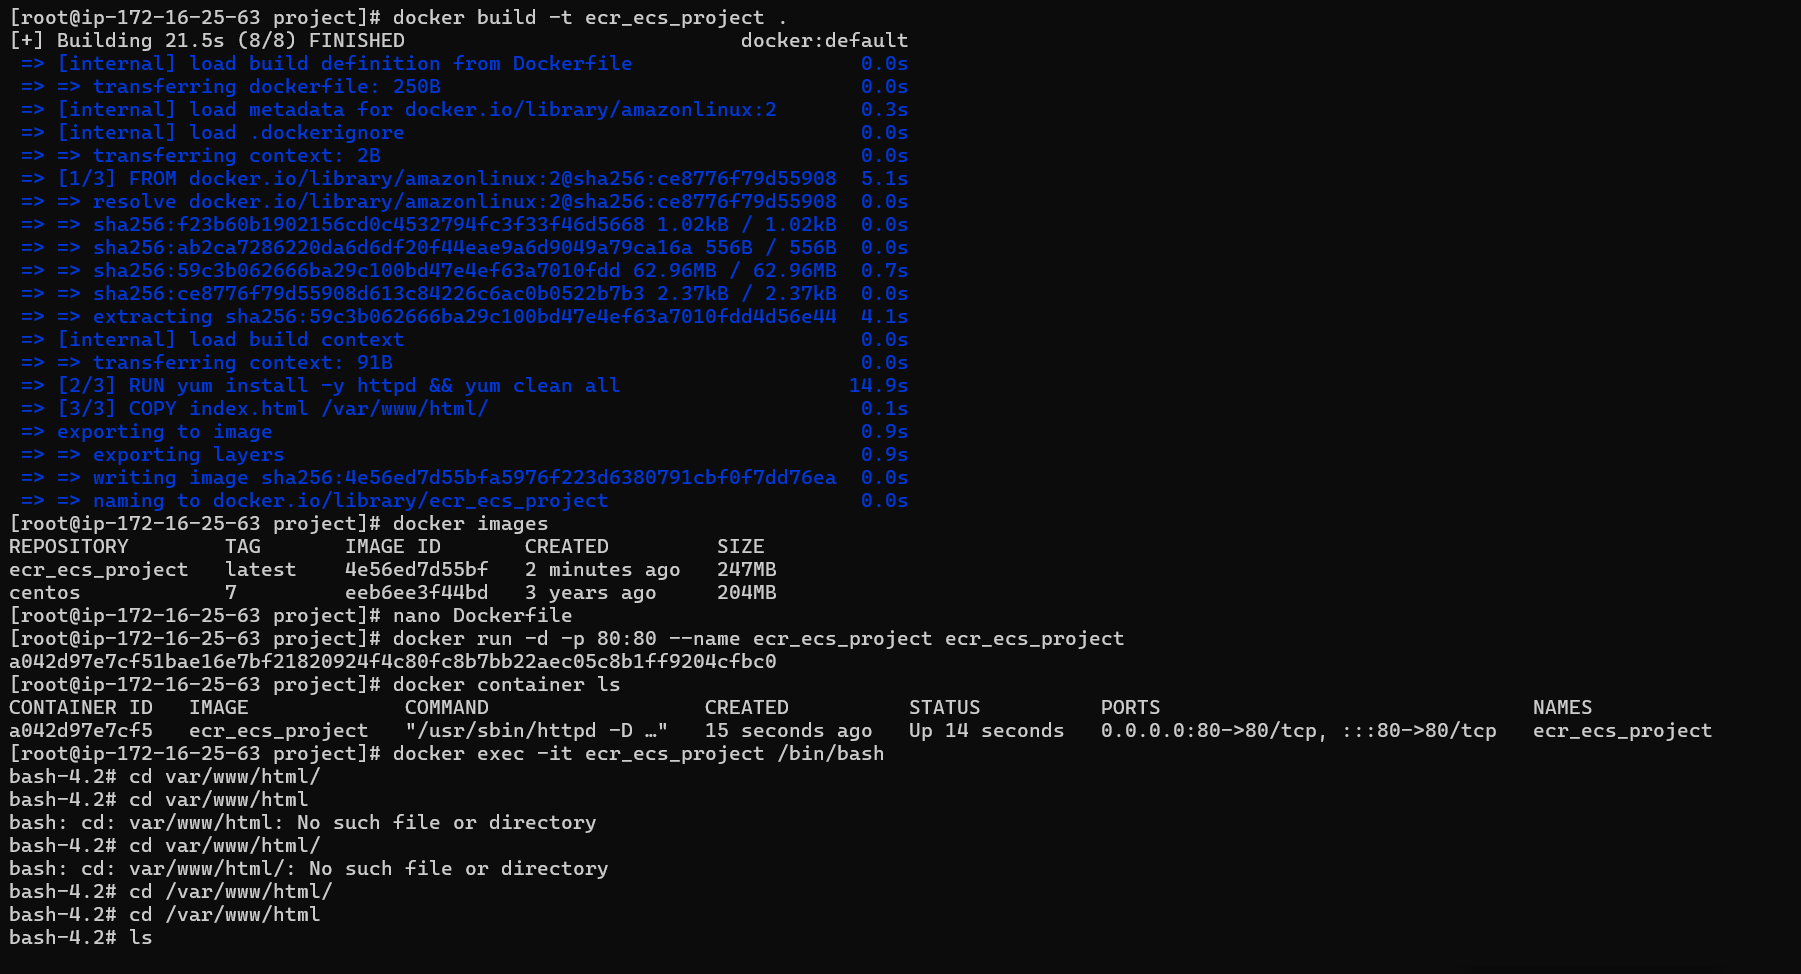 [root@ip-172-16-25-63 project]# docker build -t ecr_ecs_project .
[+] Building 21.5s (8/8) FINISHED docker:default
=> [internal] load build definition from Dockerfile 0.0s
=> => transferring dockerfile: 250B 0.0s
=> [internal] load metadata for docker.io/library/amazonlinux:2 0.3s
=> [internal] load .dockerignore 0.0s
=> => transferring context: 2B 0.0s
=> [1/3] FROM docker.io/library/amazonlinux:2@sha256:ce8776f79d55908 5.1s
=> => resolve docker.io/library/amazonlinux:2@sha256:ce8776f79d55908 0.0s
=> => sha256:f23b60b1902156cd0c4532794fc3f33f46d5668 1.02kB / 1.02kB 0.0s
=> => sha256:ab2ca7286220da6d6df20f44eae9a6d9049a79ca16a 556B / 556B 0.0s
=> => sha256:59c3b062666ba29c100bd47e4ef63a7010fdd 62.96MB / 62.96MB 0.7s
=> => sha256:ce8776f79d55908d613c84226c6ac0b0522b7b3 2.37kB / 2.37kB 0.0s
=> => extracting sha256:59c3b062666ba29c100bd47e4ef63a7010fdd4d56e44 4.1s
=> [internal] load build context 0.0s
=> => transferring context: 91B 0.0s
=> [2/3] RUN yum install -y httpd && yum clean all 14.9s
=> [3/3] COPY index.html /var/www/html/ 0.1s
=> exporting to image 0.9s
=> => exporting layers 0.9s
=> => writing image sha256:4e56ed7d55bfa5976f223d6380791cbf0f7dd76ea 0.0s
=> => naming to docker.io/library/ecr_ecs_project 0.0s
[root@ip-172-16-25-63 project]# docker images
REPOSITORY TAG IMAGE ID CREATED SIZE
ecr_ecs_project latest 4e56ed7d55bf 2 minutes ago 247MB
centos 7 eeb6ee3f44bd 3 years ago 204MB
[root@ip-172-16-25-63 project]# nano Dockerfile
[root@ip-172-16-25-63 project]# docker run -d -p 80:80 --name ecr_ecs_project ecr_ecs_project
a042d97e7cf51bae16e7bf21820924f4c80fc8b7bb22aec05c8b1ff9204cfbc0
[root@ip-172-16-25-63 project]# docker container ls
CONTAINER ID IMAGE COMMAND CREATED STATUS PORTS NAMES
a042d97e7cf5 ecr_ecs_project "/usr/sbin/httpd -D …" 15 seconds ago Up 14 seconds 0.0.0.0:80->80/tcp, :::80->80/tcp ecr_ecs_project
[root@ip-172-16-25-63 project]# docker exec -it ecr_ecs_project /bin/bash
bash-4.2# cd var/www/html/
bash-4.2# cd var/www/html
bash: cd: var/www/html: No such file or directory
bash-4.2# cd var/www/html/
bash: cd: var/www/html/: No such file or directory
bash-4.2# cd /var/www/html/
bash-4.2# cd /var/www/html
bash-4.2# ls